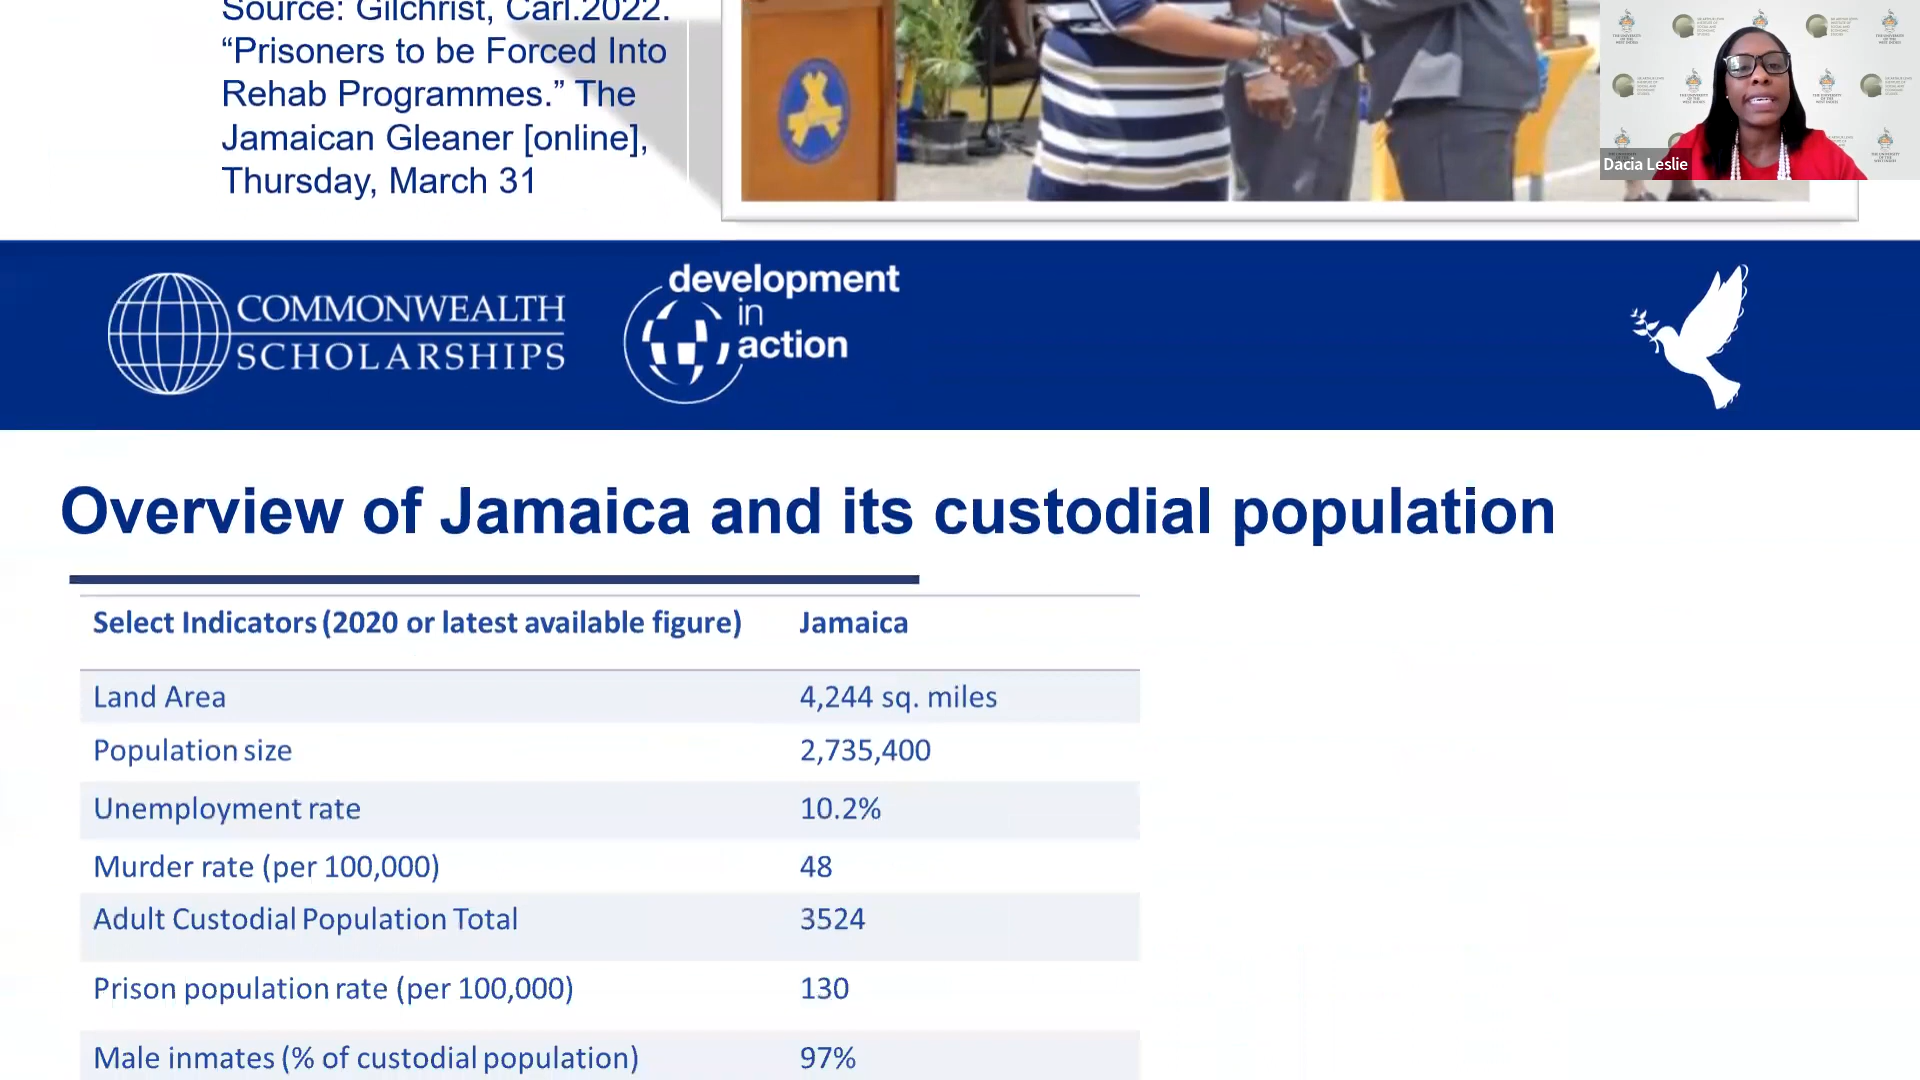 Source: Gilchrist, Carl.2022.
“Prisoners to be Forced Into
Rehab Programmes.” The
Jamaican Gleaner [online],
Thursday, March 31
Dacia Leslie
COMMONWEALTH
SCHOLARSHIPS
development
in
action
Overview of Jamaica and its custodial population
Select Indicators (2020 or latest available figure) Jamaica
Land Area 4,244 sq. miles
Population size 2,735,400
Unemployment rate 10.2%
Murder rate (per 100,000) 48
Adult Custodial Population Total 3524
Prison population rate (per 100,000) 130
Male inmates (% of custodial population) 97%